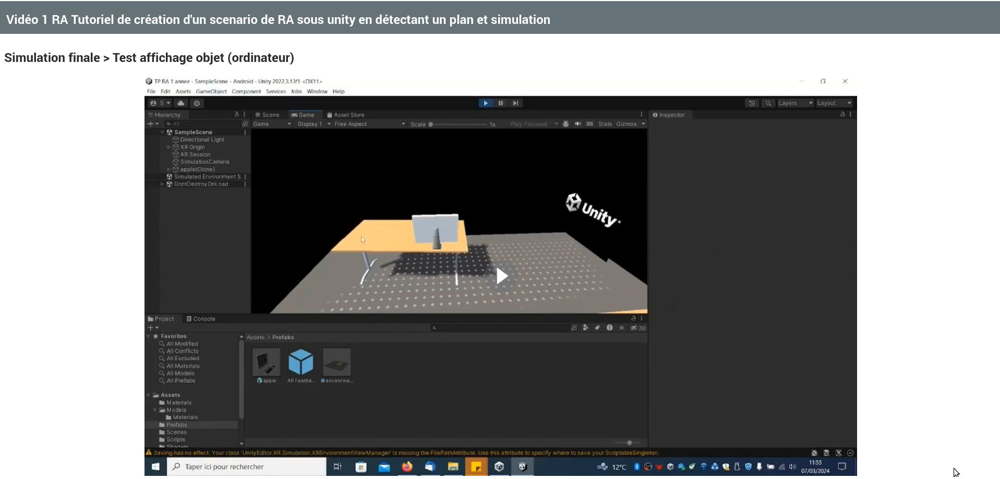 Vidéo 1 RA Tutoriel de création d'un scenario de RA sous unity en détectant un plan et simulation
Simulation finale > Test affichage objet (ordinateur)
TP RA 1 annee - SampleScene - Android - Unity 2022.3.13f1 <DX11>
File Edit Assets GameObject Component Services Jobs Window Help
S Layers Layout
Hierarchy Scene Game Asset Store Inspector
All Game Display 1 Free Aspect Scale 1x Play Focused Stats Gizmos
SampleScene
Directional Light
XR Origin
AR Session
SimulationCamera
apple(Clone)
Simulated Environment S
DontDestroyOnLoad
Unity
Project Console
30
Favorites
All Modified
All Conflicts
All Excluded
All Materials
All Models
All Prefabs
Assets > Prefabs
apple AR Feathe... environne...
Assets
Materials
Models
Materials
Prefabs
Scenes
Scripts
Shaders
Saving has no effect. Your class 'UnityEditor.XR.Simulation.XREnvironmentViewManager' is missing the FilePathAttribute. Use this attribute to specify where to save your ScriptableSingleton.
Taper ici pour rechercher 12°C 11:55
07/03/2024